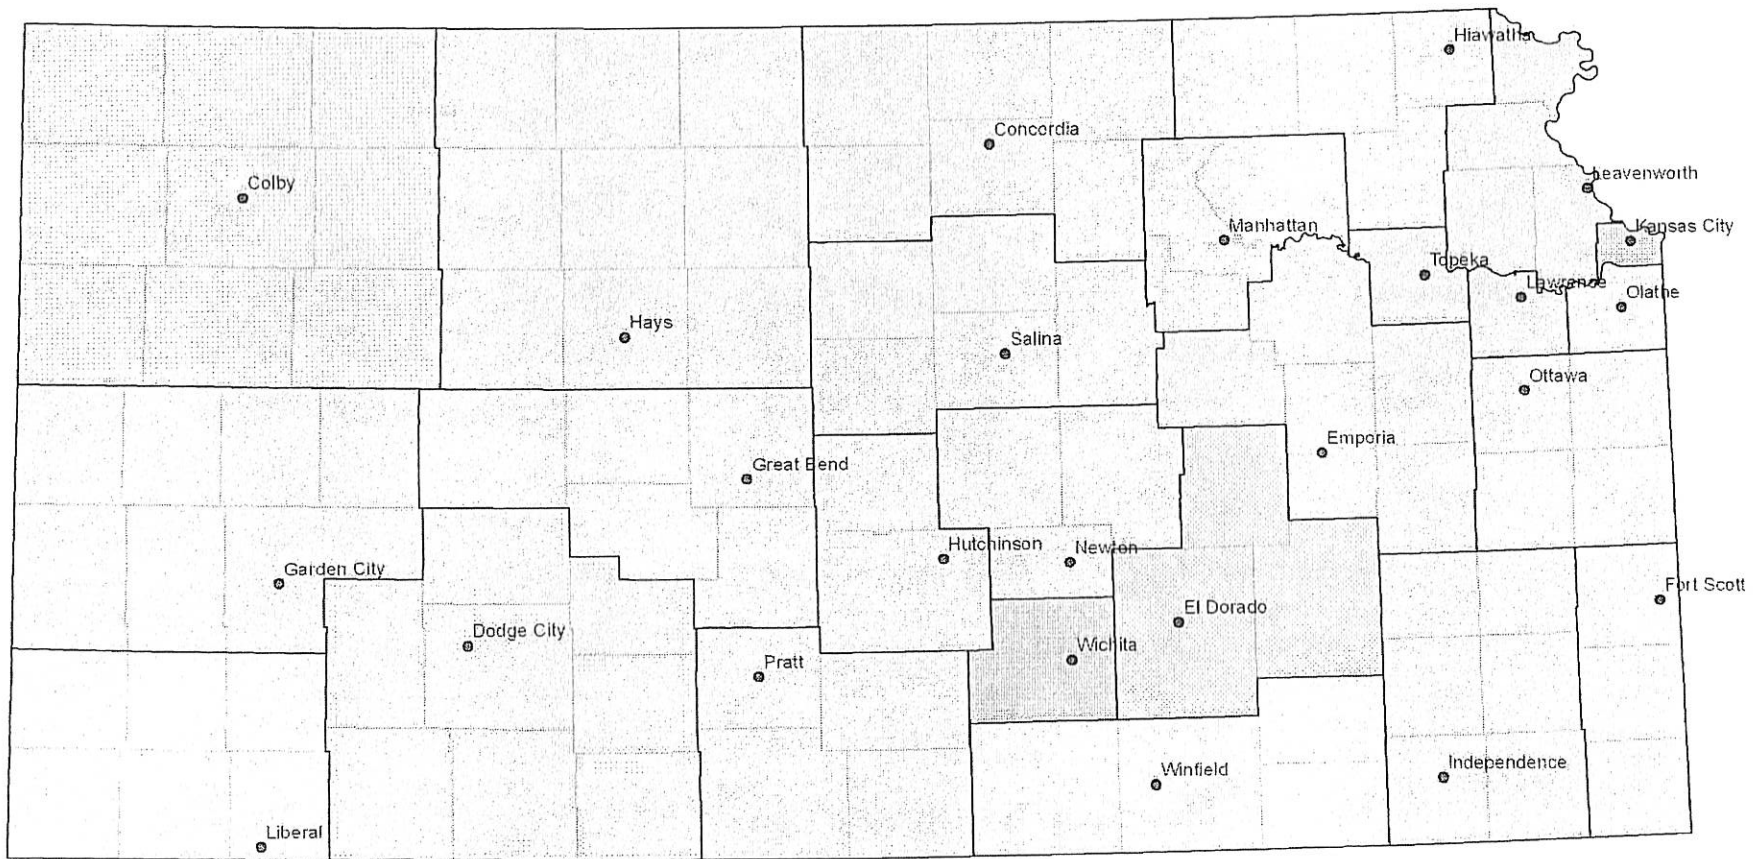 Hiawatha
Concordia
Leavenworth
Colby
Manhattan
Kansas City
Topeka
Lawrence
Olathe
Hays
Salina
Ottawa
Emporia
Great Bend
Hutchinson
Newton
Garden City
Fort Scott
El Dorado
Dodge City
Wichita
Pratt
Winfield
Independence
Liberal